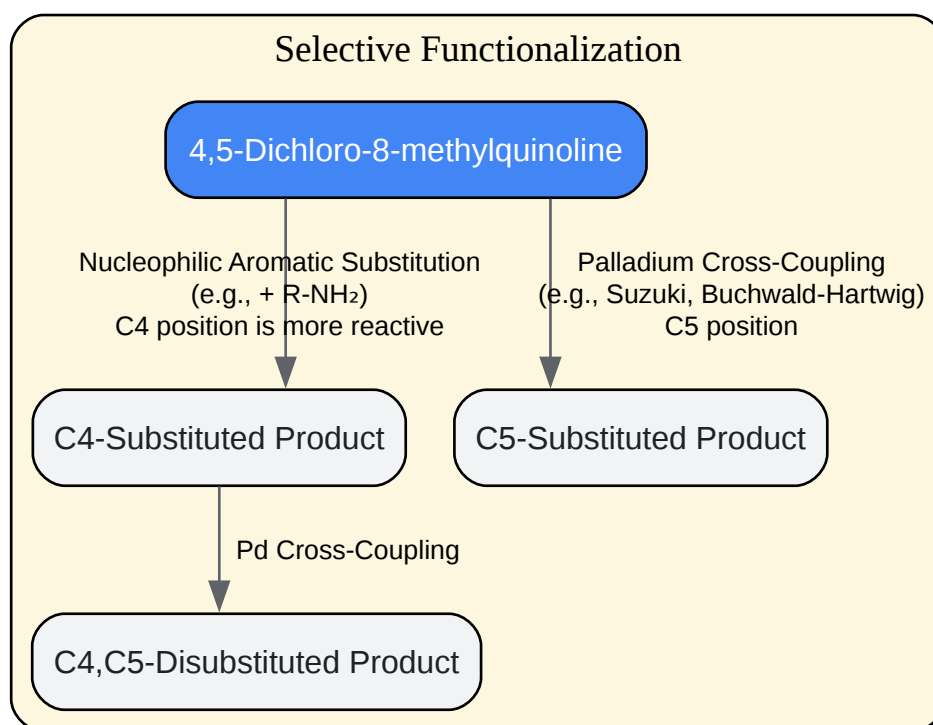 Selective Functionalization
4,5-Dichloro-8-methylquinoline
Nucleophilic Aromatic Substitution
(e.g., + R-NH₂)
C4 position is more reactive
Palladium Cross-Coupling
(e.g., Suzuki, Buchwald-Hartwig)
C5 position
C4-Substituted Product
C5-Substituted Product
Pd Cross-Coupling
C4,C5-Disubstituted Product